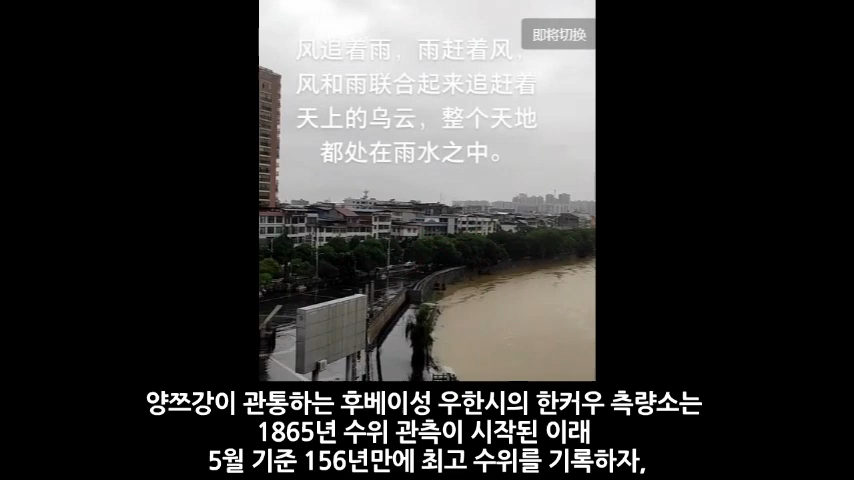 即将切换
风追着雨，雨赶着风，
风和雨联合起来追赶着
天上的乌云，整个天地
都处在雨水之中。
양쯔강이 관통하는 후베이성 우한시의 한커우 측량소는
1865년 수위 관측이 시작된 이래
5월 기준 156년만에 최고 수위를 기록하자,